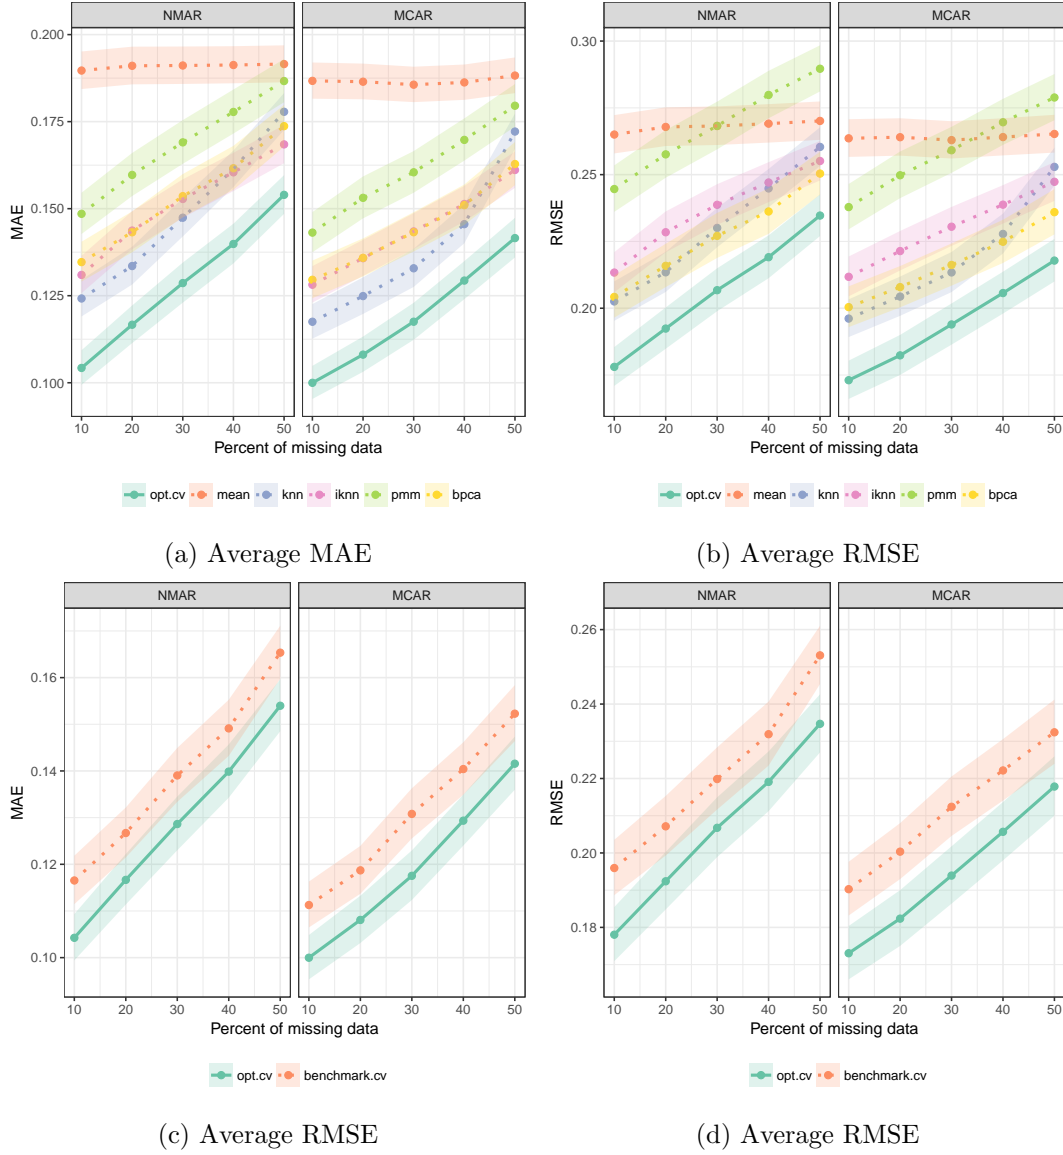 NMAR
MCAR
0.200
0.175
0.150
0.125
0.100
MAE
10 20 30 40 50
10 20 30 40 50
Percent of missing data
opt.cv mean knn iknn pmm bpca
(a) Average MAE
NMAR
MCAR
0.30
0.25
0.20
RMSE
10 20 30 40 50
10 20 30 40 50
Percent of missing data
opt.cv mean knn iknn pmm bpca
(b) Average RMSE
NMAR
MCAR
0.16
0.14
0.12
0.10
MAE
10 20 30 40 50
10 20 30 40 50
Percent of missing data
opt.cv benchmark.cv
(c) Average RMSE
NMAR
MCAR
0.26
0.24
0.22
0.20
0.18
RMSE
10 20 30 40 50
10 20 30 40 50
Percent of missing data
opt.cv benchmark.cv
(d) Average RMSE